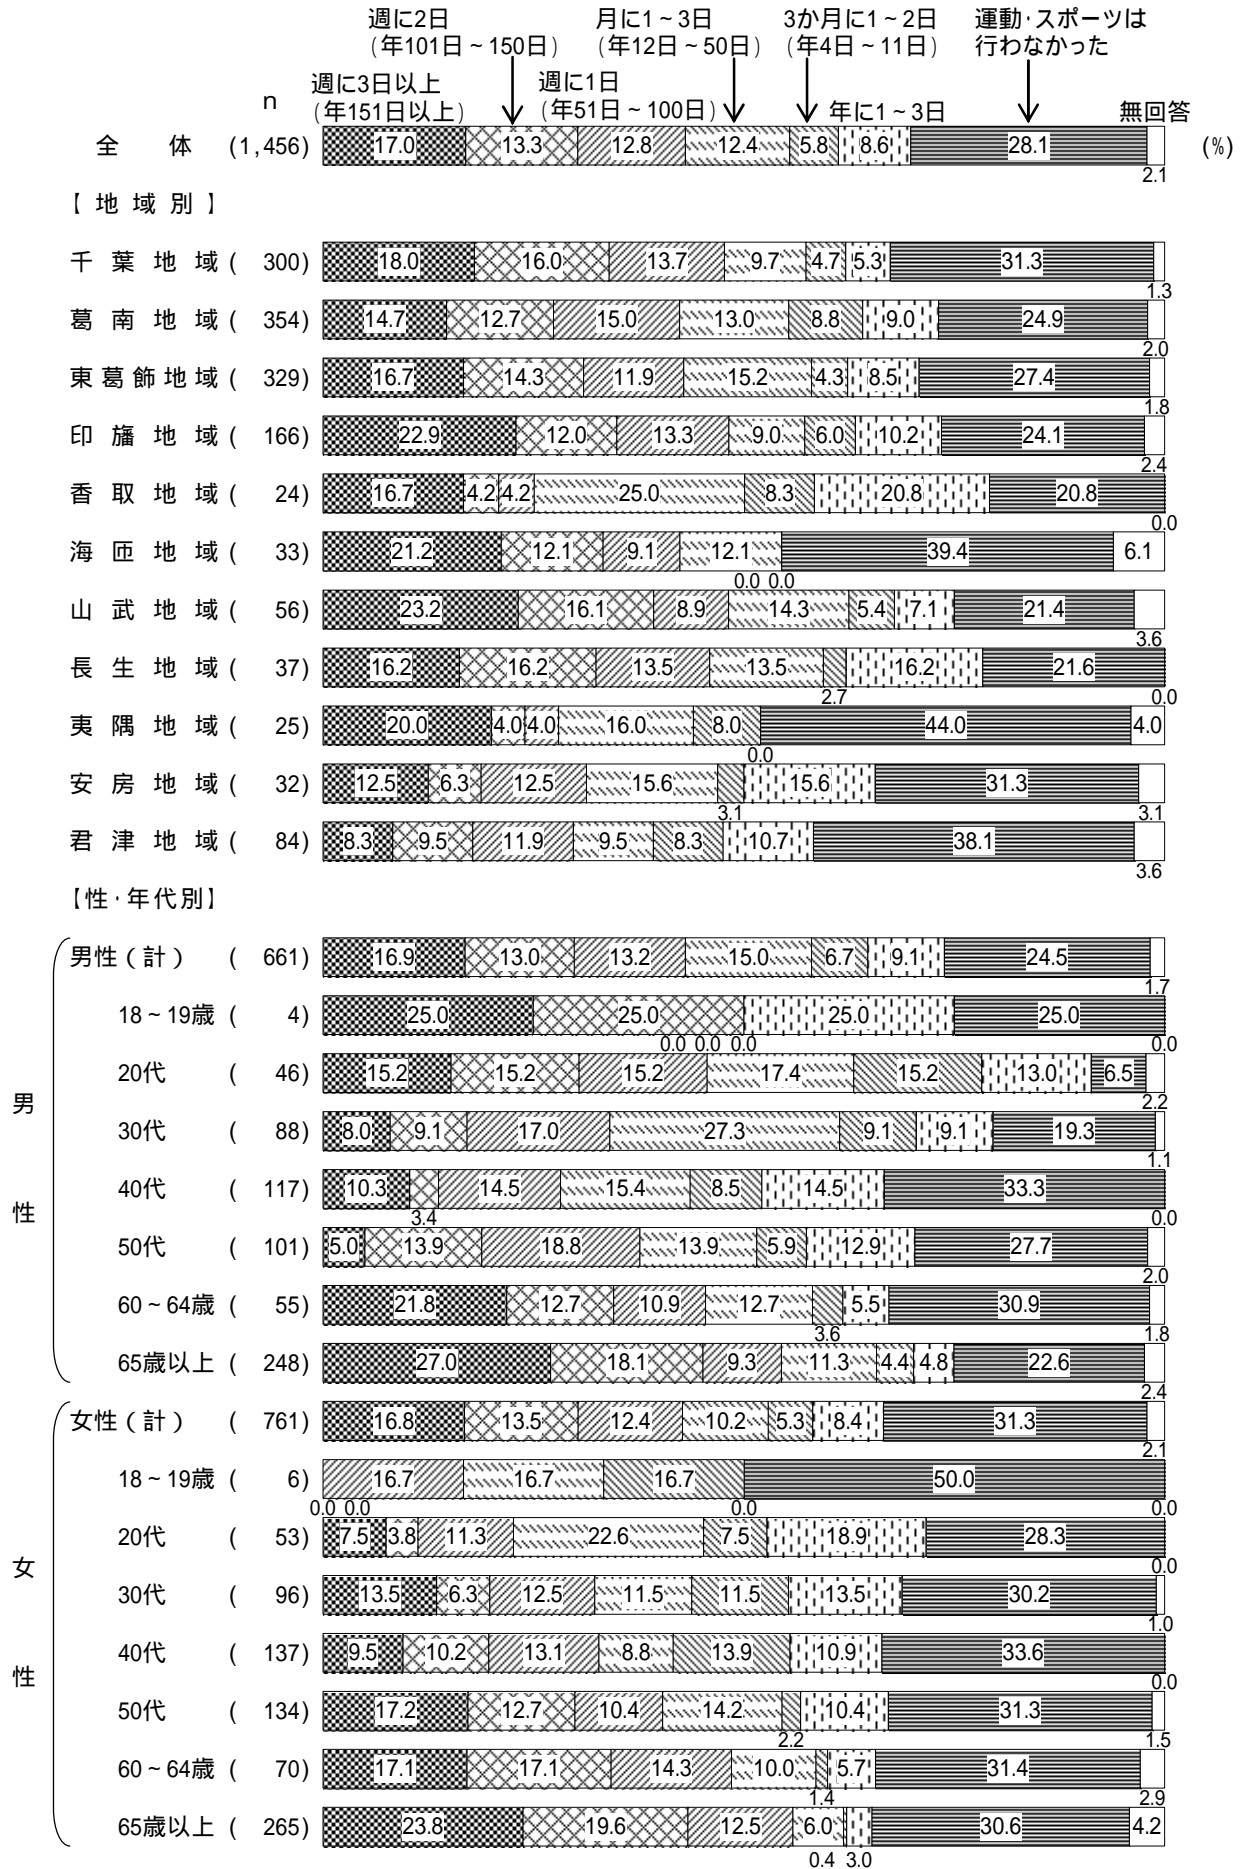 週に2日 月に1～3日 3か月に1～2日 運動・スポーツは
（年101日～150日） （年12日～50日） （年4日～11日） 行わなかった
週に3日以上 週に1日
n （年151日以上） （年51日～100日） 年に1～3日 無回答
全体 (1,456) 17.0 13.3 12.8 12.4 5.8 8.6 28.1 (%)
2.1
【地域別】
千葉地域 ( 300) 18.0 16.0 13.7 9.7 4.7 5.3 31.3
1.3
葛南地域 ( 354) 14.7 12.7 15.0 13.0 8.8 9.0 24.9
2.0
東葛飾地域 ( 329) 16.7 14.3 11.9 15.2 4.3 8.5 27.4
1.8
印旛地域 ( 166) 22.9 12.0 13.3 9.0 6.0 10.2 24.1
2.4
香取地域 ( 24) 16.7 4.2 4.2 25.0 8.3 20.8 20.8
0.0
海匝地域 ( 33) 21.2 12.1 9.1 12.1 39.4 6.1
0.0 0.0
山武地域 ( 56) 23.2 16.1 8.9 14.3 5.4 7.1 21.4
3.6
長生地域 ( 37) 16.2 16.2 13.5 13.5 16.2 21.6
2.7 0.0
夷隅地域 ( 25) 20.0 4.0 4.0 16.0 8.0 44.0 4.0
0.0
安房地域 ( 32) 12.5 6.3 12.5 15.6 15.6 31.3
3.1 3.1
君津地域 ( 84) 8.3 9.5 11.9 9.5 8.3 10.7 38.1
3.6
【性・年代別】
男性（計） ( 661) 16.9 13.0 13.2 15.0 6.7 9.1 24.5
1.7
18～19歳 ( 4) 25.0 25.0 25.0 25.0
0.0 0.0 0.0 0.0
20代 ( 46) 15.2 15.2 15.2 17.4 15.2 13.0 6.5
2.2
男
30代 ( 88) 8.0 9.1 17.0 27.3 9.1 9.1 19.3
1.1
40代 ( 117) 10.3 14.5 15.4 8.5 14.5 33.3
性
3.4 0.0
50代 ( 101) 5.0 13.9 18.8 13.9 5.9 12.9 27.7
2.0
60～64歳 ( 55) 21.8 12.7 10.9 12.7 5.5 30.9
3.6 1.8
65歳以上 ( 248) 27.0 18.1 9.3 11.3 4.4 4.8 22.6
2.4
女性（計） ( 761) 16.8 13.5 12.4 10.2 5.3 8.4 31.3
2.1
18～19歳 ( 6) 16.7 16.7 16.7 50.0
0.0 0.0 0.0 0.0
20代 ( 53) 7.5 3.8 11.3 22.6 7.5 18.9 28.3
0.0
女
30代 ( 96) 13.5 6.3 12.5 11.5 11.5 13.5 30.2
1.0
40代 ( 137) 9.5 10.2 13.1 8.8 13.9 10.9 33.6
性
0.0
50代 ( 134) 17.2 12.7 10.4 14.2 10.4 31.3
2.2 1.5
60～64歳 ( 70) 17.1 17.1 14.3 10.0 5.7 31.4
1.4 2.9
65歳以上 ( 265) 23.8 19.6 12.5 6.0 30.6 4.2
0.4 3.0